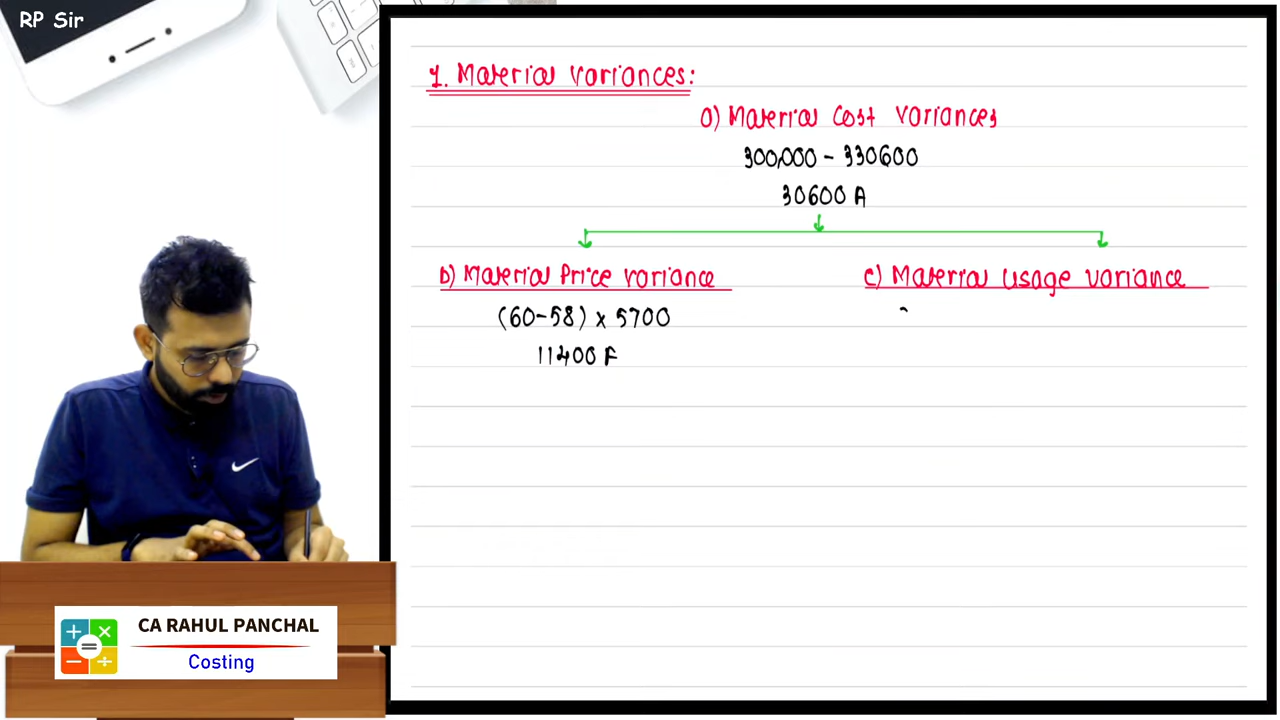 RP Sir
1. Material Variances:
a) Material Cost Variances
300,000 - 330600
30600 A
b) Material Price Variance
c) Material Usage Variance
(60-58) x 5700
11400 F
CA RAHUL PANCHAL
Costing